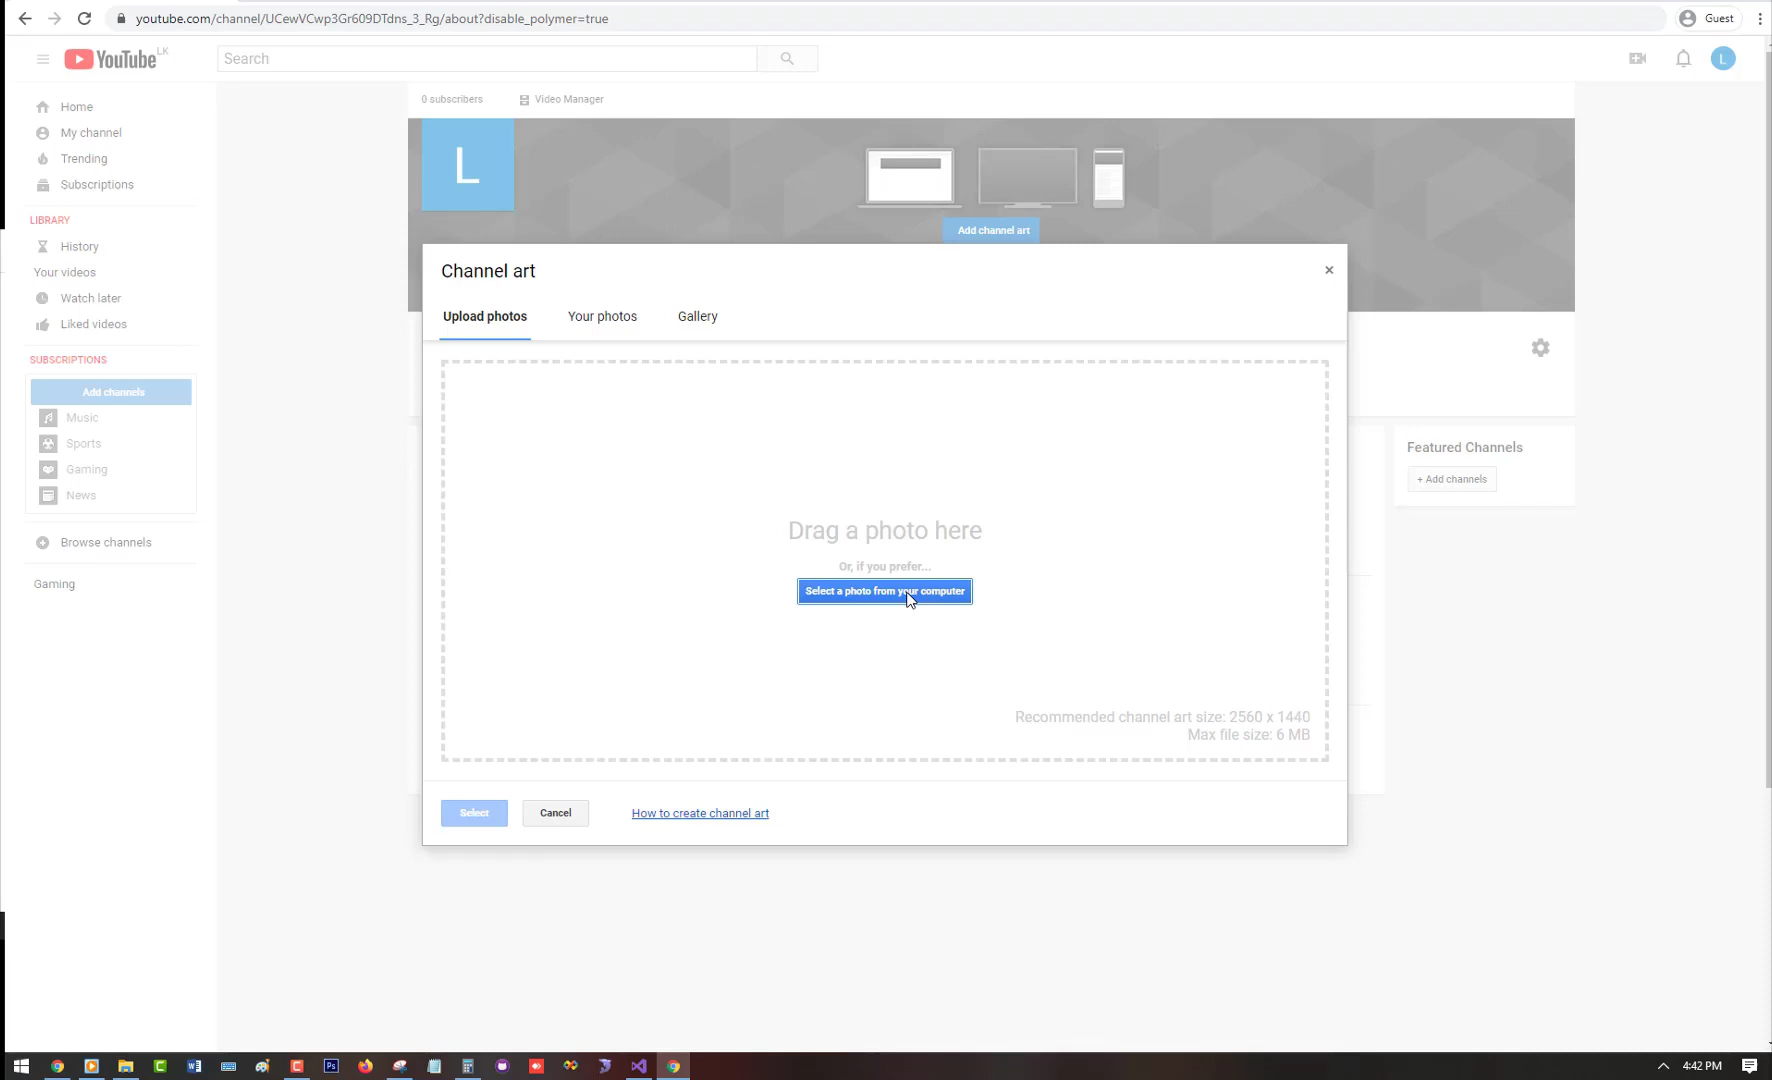 youtube.com/channel/UCewVCwp3Gr609DTdns_3_Rg/about?disable_polymer=true
Guest
YouTube LK
Search
L
0 subscribers
Video Manager
Home
My channel
Trending
Subscriptions
LIBRARY
History
Your videos
Watch later
Liked videos
SUBSCRIPTIONS
Add channels
Music
Sports
Gaming
News
Browse channels
Gaming
L
Add channel art
Channel art
×
Upload photos
Your photos
Gallery
Drag a photo here
Or, if you prefer...
Select a photo from your computer
Recommended channel art size: 2560 x 1440
Max file size: 6 MB
Select
Cancel
How to create channel art
Featured Channels
+ Add channels
4:42 PM